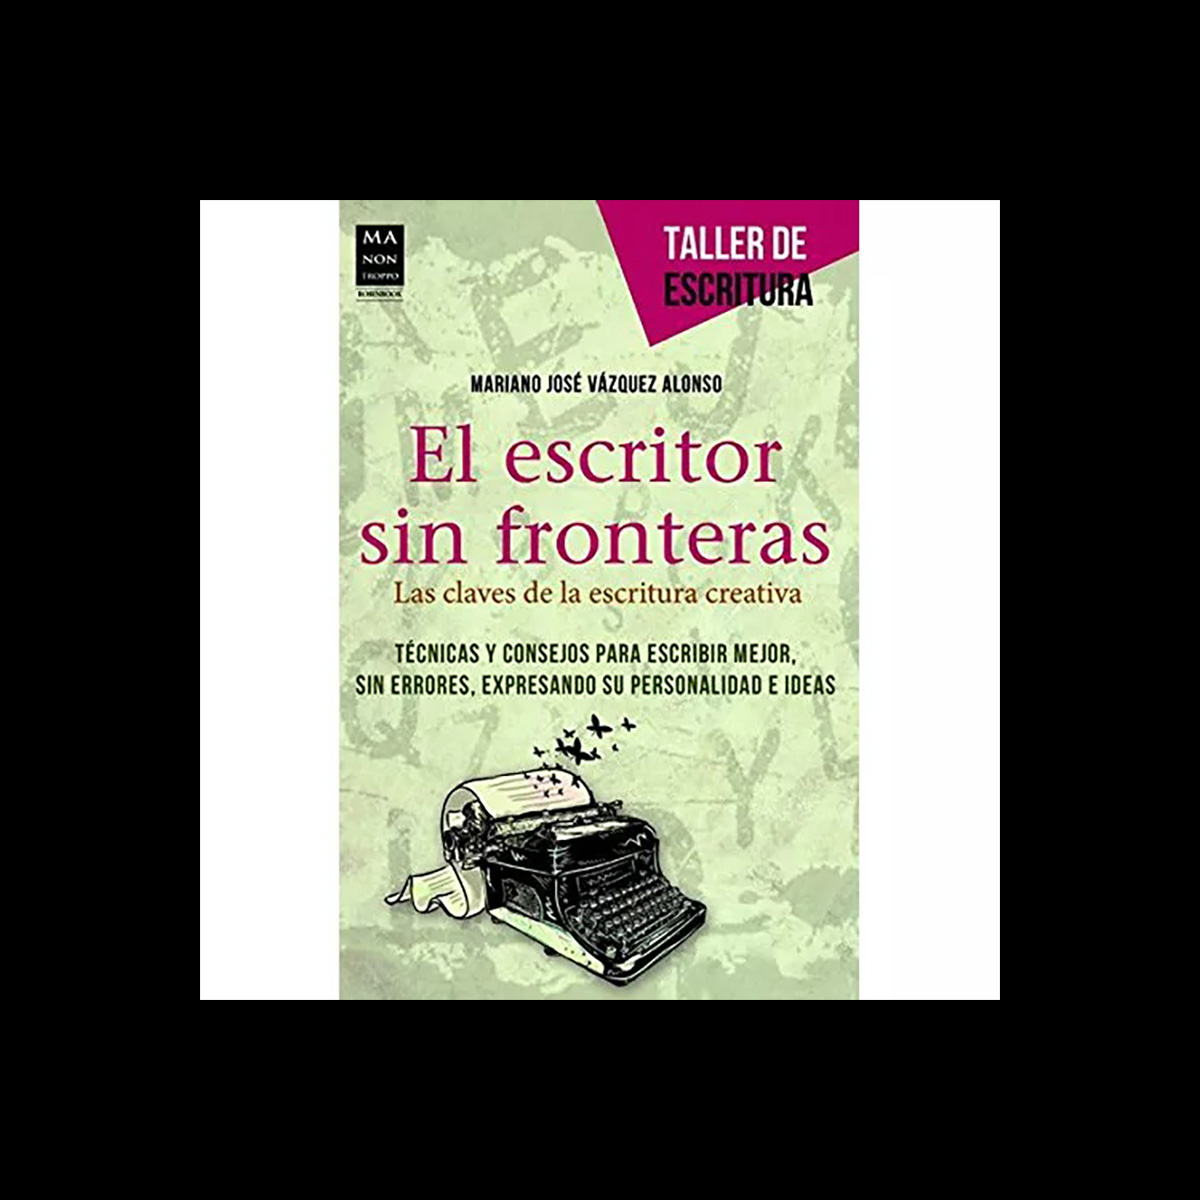 MA
NON
TROPPO
ROBINBOOK
TALLER DE
ESCRITURA
MARIANO JOSÉ VÁZQUEZ ALONSO
El escritor
sin fronteras
Las claves de la escritura creativa
TÉCNICAS Y CONSEJOS PARA ESCRIBIR MEJOR,
SIN ERRORES, EXPRESANDO SU PERSONALIDAD E IDEAS